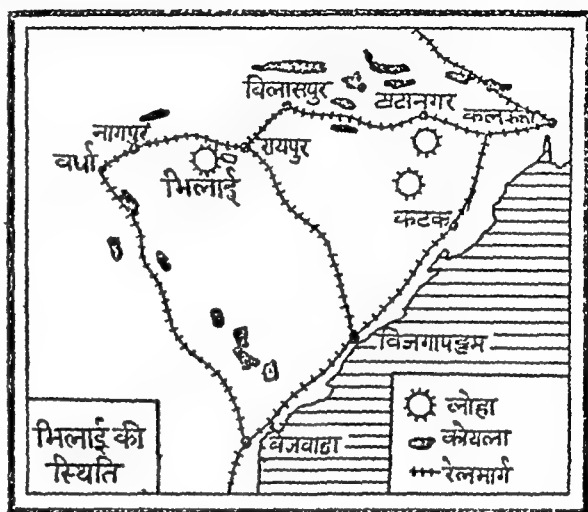 बिलासपुर
टाटानगर
कलकत्ता
नागपुर
रायपुर
वर्धा
भिलाई
कटक
विजगापट्टम
लोहा
कोयला
रेलमार्ग
भिलाई की
स्थिति
वेजवाडा